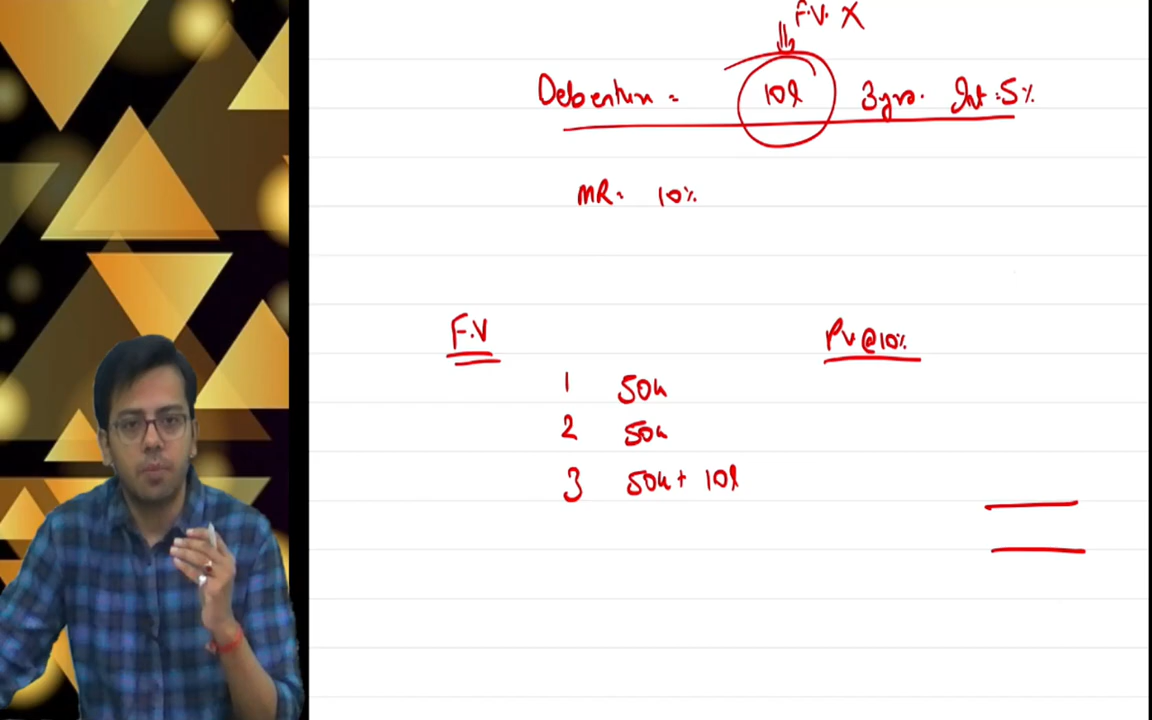 F.V. X
Debenture = 10l 3yrs. Int = 5%
MR = 10%
F.V PV @10%
1 50k
2 50k
3 50k + 10l